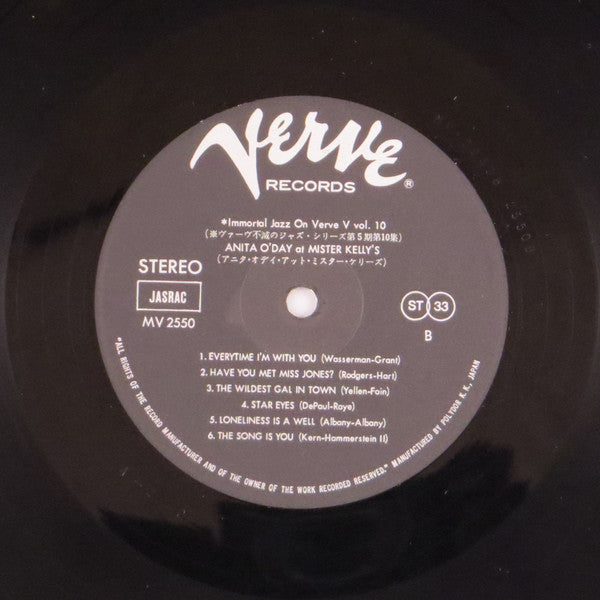 VERVE
RECORDS®
*Immortal Jazz On Verve V vol. 10
(※ヴァーヴ不滅のジャズ・シリーズ第5期第10集)
ANITA O'DAY at MISTER KELLY'S
(アニタ・オデイ・アット・ミスター・ケリーズ)
STEREO
JASRAC
MV 2550
ST 33
B
1. EVERYTIME I'M WITH YOU (Wasserman-Grant)
2. HAVE YOU MET MISS JONES? (Rodgers-Hart)
3. THE WILDEST GAL IN TOWN (Yellen-Fain)
4. STAR EYES (DePaul-Raye)
5. LONELINESS IS A WELL (Albany-Albany)
6. THE SONG IS YOU (Kern-Hammerstein II)
"ALL RIGHTS OF THE RECORD MANUFACTURER AND OF THE OWNER OF THE WORK RECORDED RESERVED." MANUFACTURED BY POLYDOR K. K., JAPAN